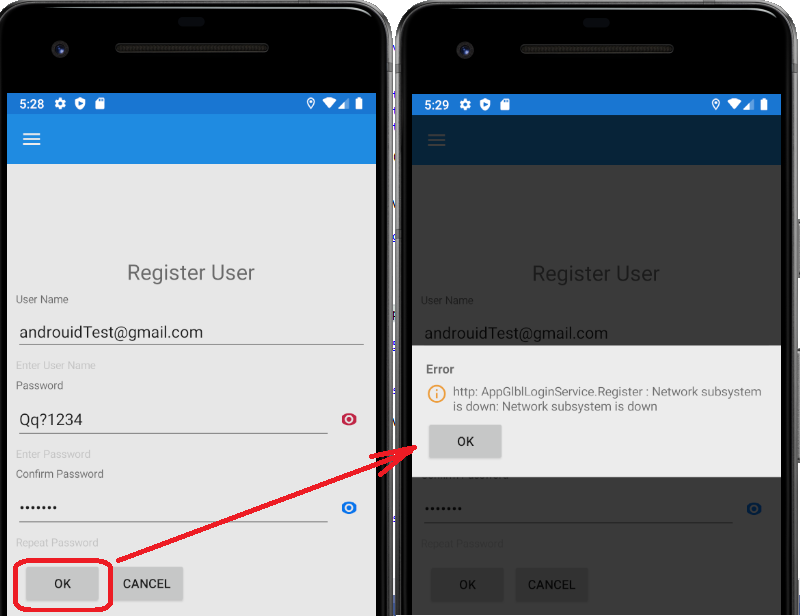 5:28
Register User
User Name
androuidTest@gmail.com
Enter User Name
Password
Qq?1234
Enter Password
Confirm Password
•••••••
Repeat Password
OK
CANCEL
5:29
Register User
User Name
androuidTest@gmail.com
Error
http: AppGlblLoginService.Register : Network subsystem
is down: Network subsystem is down
OK
Confirm Password
•••••••
Repeat Password
OK
CANCEL